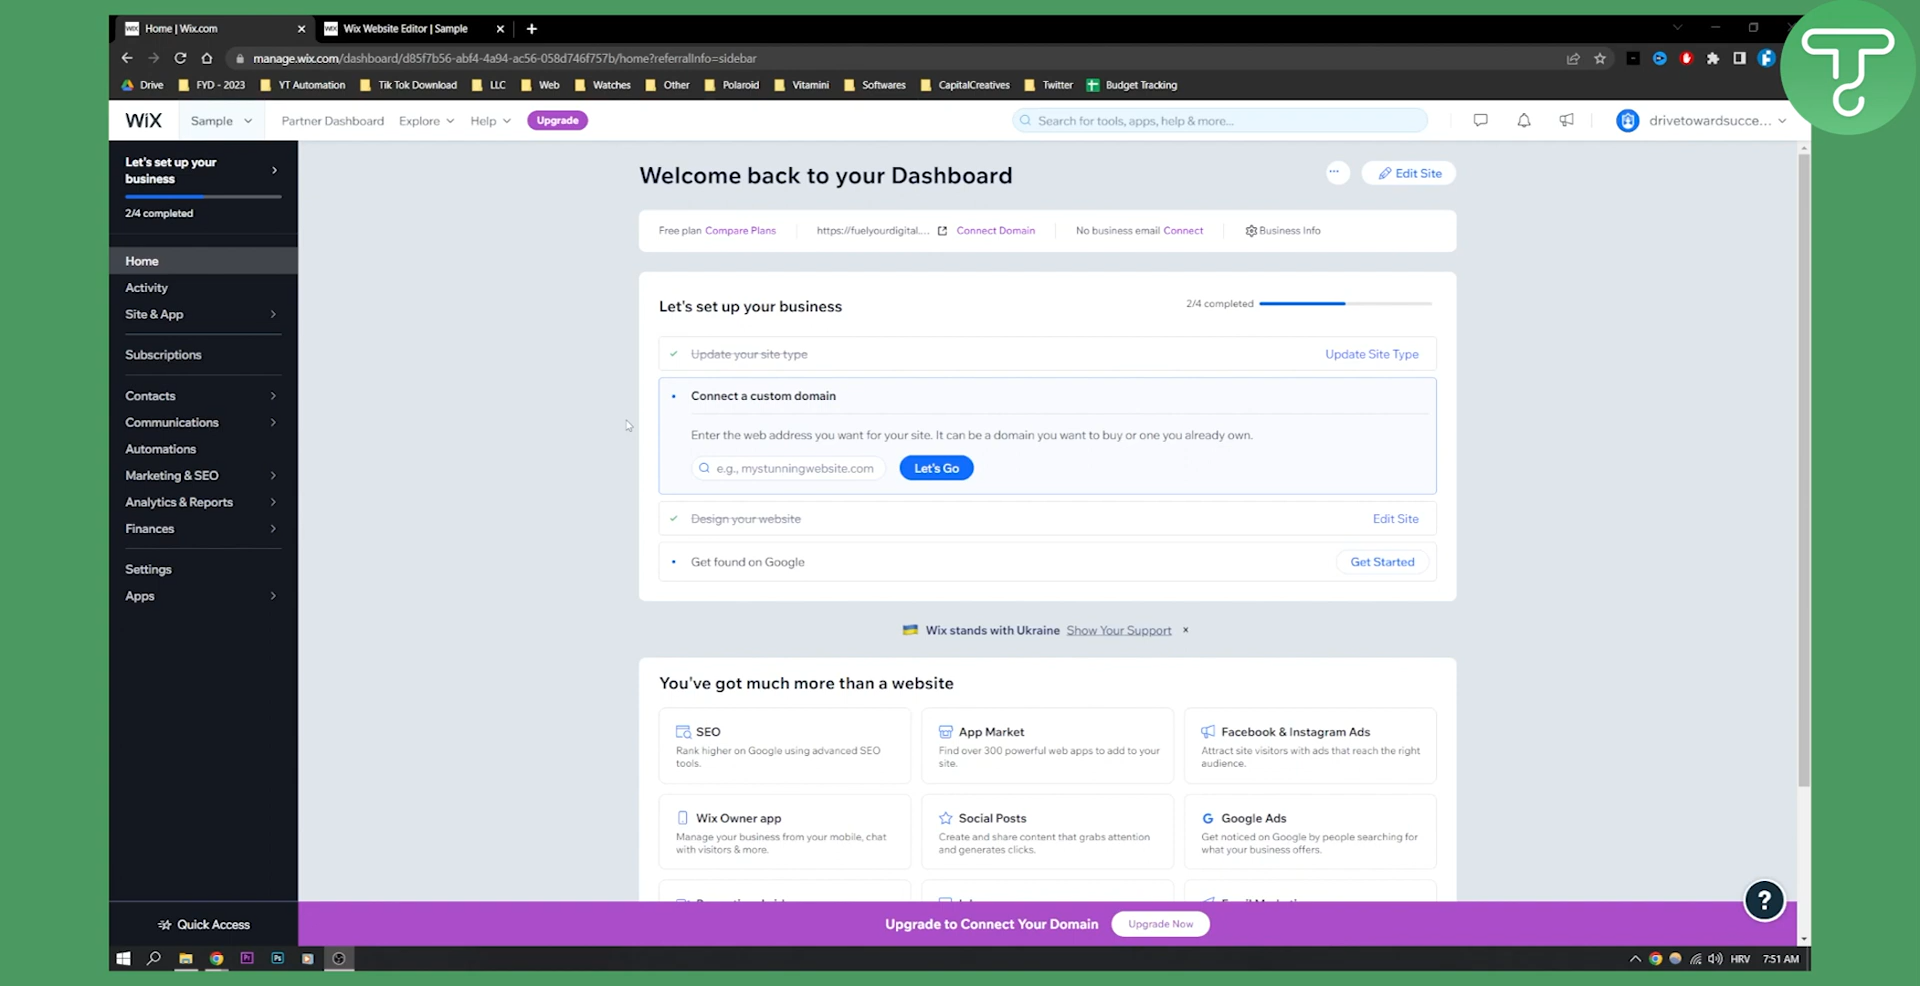 Home | Wix.com
Wix Website Editor | Sample
manage.wix.com/dashboard/d85f7b56-abf4-4a94-ac56-058d746f757b/home?referralInfo=sidebar
Drive
FYD - 2023
YT Automation
Tik Tok Download
LLC
Web
Watches
Other
Polaroid
Vitamini
Softwares
CapitalCreatives
Twitter
Budget Tracking
WiX
Sample
Partner Dashboard
Explore
Help
Upgrade
Search for tools, apps, help & more...
drivetowardsucce...
Let's set up your
business
2/4 completed
Home
Activity
Site & App
Subscriptions
Contacts
Communications
Automations
Marketing & SEO
Analytics & Reports
Finances
Settings
Apps
Quick Access
Welcome back to your Dashboard
Edit Site
Free plan Compare Plans
https://fuelyourdigital.... Connect Domain
No business email Connect
Business Info
Let's set up your business
2/4 completed
Update your site type
Update Site Type
Connect a custom domain
Enter the web address you want for your site. It can be a domain you want to buy or one you already own.
e.g., mystunningwebsite.com
Let's Go
Design your website
Edit Site
Get found on Google
Get Started
Wix stands with Ukraine Show Your Support
You've got much more than a website
SEO
Rank higher on Google using advanced SEO
tools.
App Market
Find over 300 powerful web apps to add to your
site.
Facebook & Instagram Ads
Attract site visitors with ads that reach the right
audience.
Wix Owner app
Manage your business from your mobile, chat
with visitors & more.
Social Posts
Create and share content that grabs attention
and generates clicks.
Google Ads
Get noticed on Google by people searching for
what your business offers.
Upgrade to Connect Your Domain
Upgrade Now
?
Pr
Ps
HRV
7:51 AM